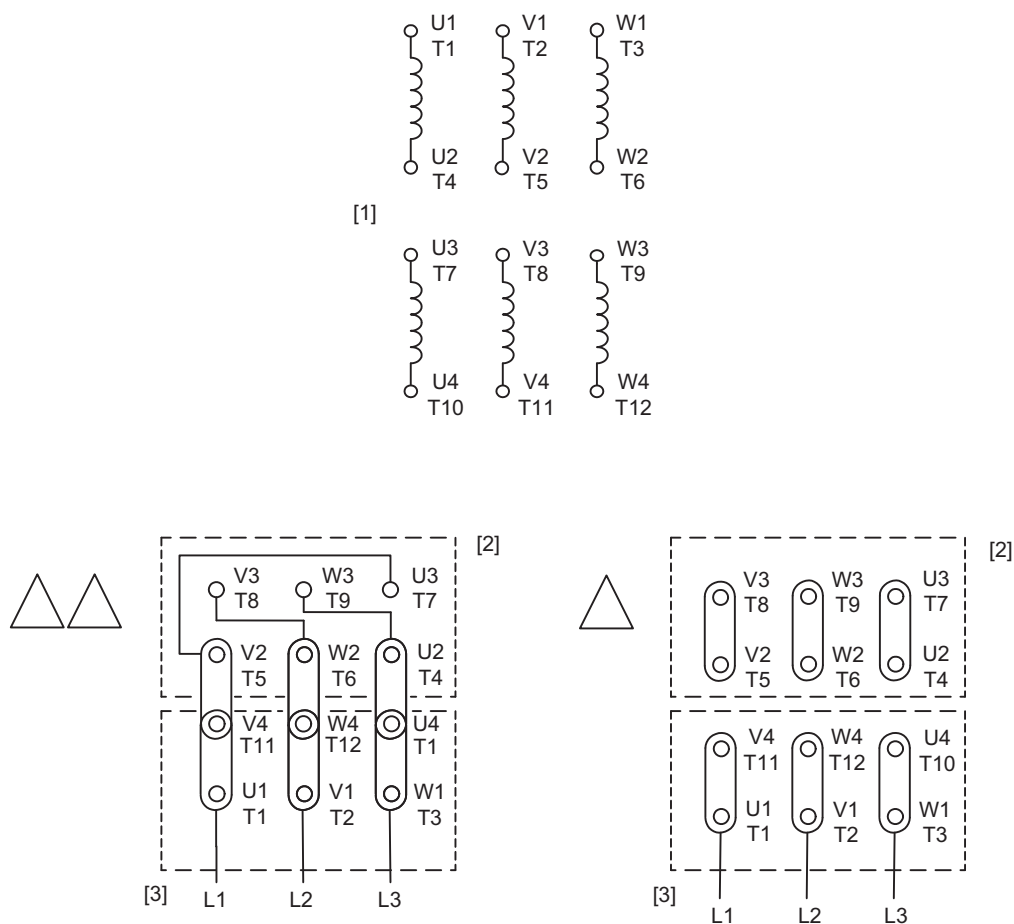 U1 V1 W1
T1 T2 T3
U2 V2 W2
T4 T5 T6
[1]
U3 V3 W3
T7 T8 T9
U4 V4 W4
T10 T11 T12
[2]
V3 W3 U3
T8 T9 T7
V2 W2 U2
T5 T6 T4
V4 W4 U4
T11 T12 T1
U1 V1 W1
T1 T2 T3
[3] L1 L2 L3
[2]
V3 W3 U3
T8 T9 T7
V2 W2 U2
T5 T6 T4
V4 W4 U4
T11 T12 T10
U1 V1 W1
T1 T2 T3
[3] L1 L2 L3